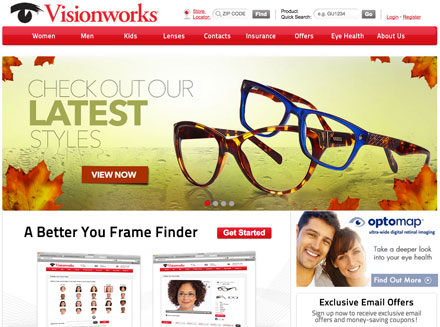 Visionworks
Store Locator: ZIP CODE Find
Product Quick Search: e.g. GU1234 Go
Login · Register
Women Men Kids Lenses Contacts Insurance Offers Eye Health About Us
CHECK OUT OUR
LATEST
STYLES
VIEW NOW
A Better You Frame Finder
Get Started
optomap
ultra-wide digital retinal imaging
Take a deeper
look into
your eye health
Find Out More
Exclusive Email Offers
Sign up now to receive exclusive email
offers and money-saving coupons!